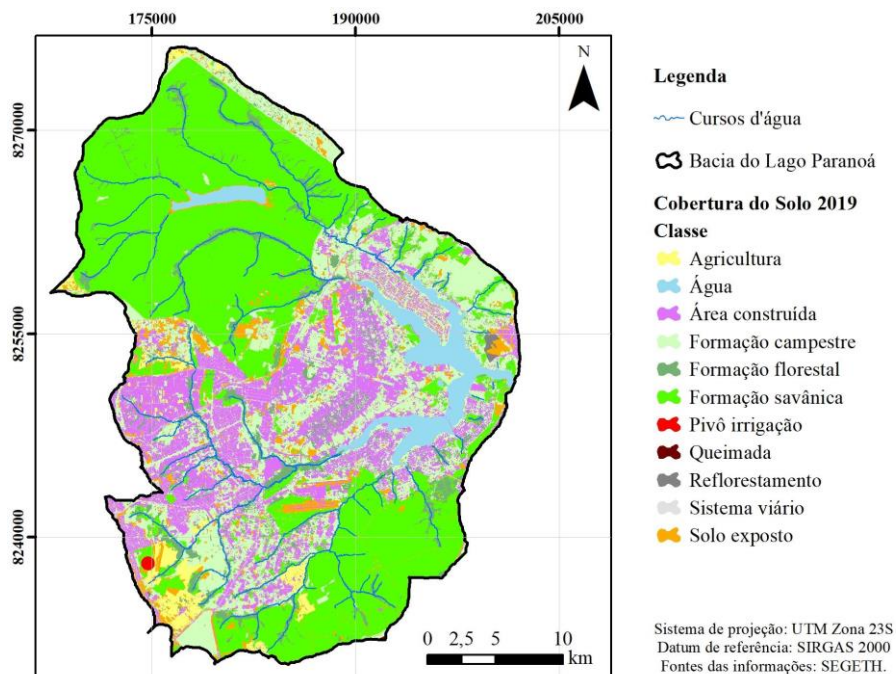 175000
190000
205000
8270000
8255000
8240000
N
0 2,5 5 10
km
Legenda
Cursos d'água
Bacia do Lago Paranoá
Cobertura do Solo 2019
Classe
Agricultura
Água
Área construída
Formação campestre
Formação florestal
Formação savânica
Pivô irrigação
Queimada
Reflorestamento
Sistema viário
Solo exposto
Sistema de projeção: UTM Zona 23S
Datum de referência: SIRGAS 2000
Fontes das informações: SEGETH.